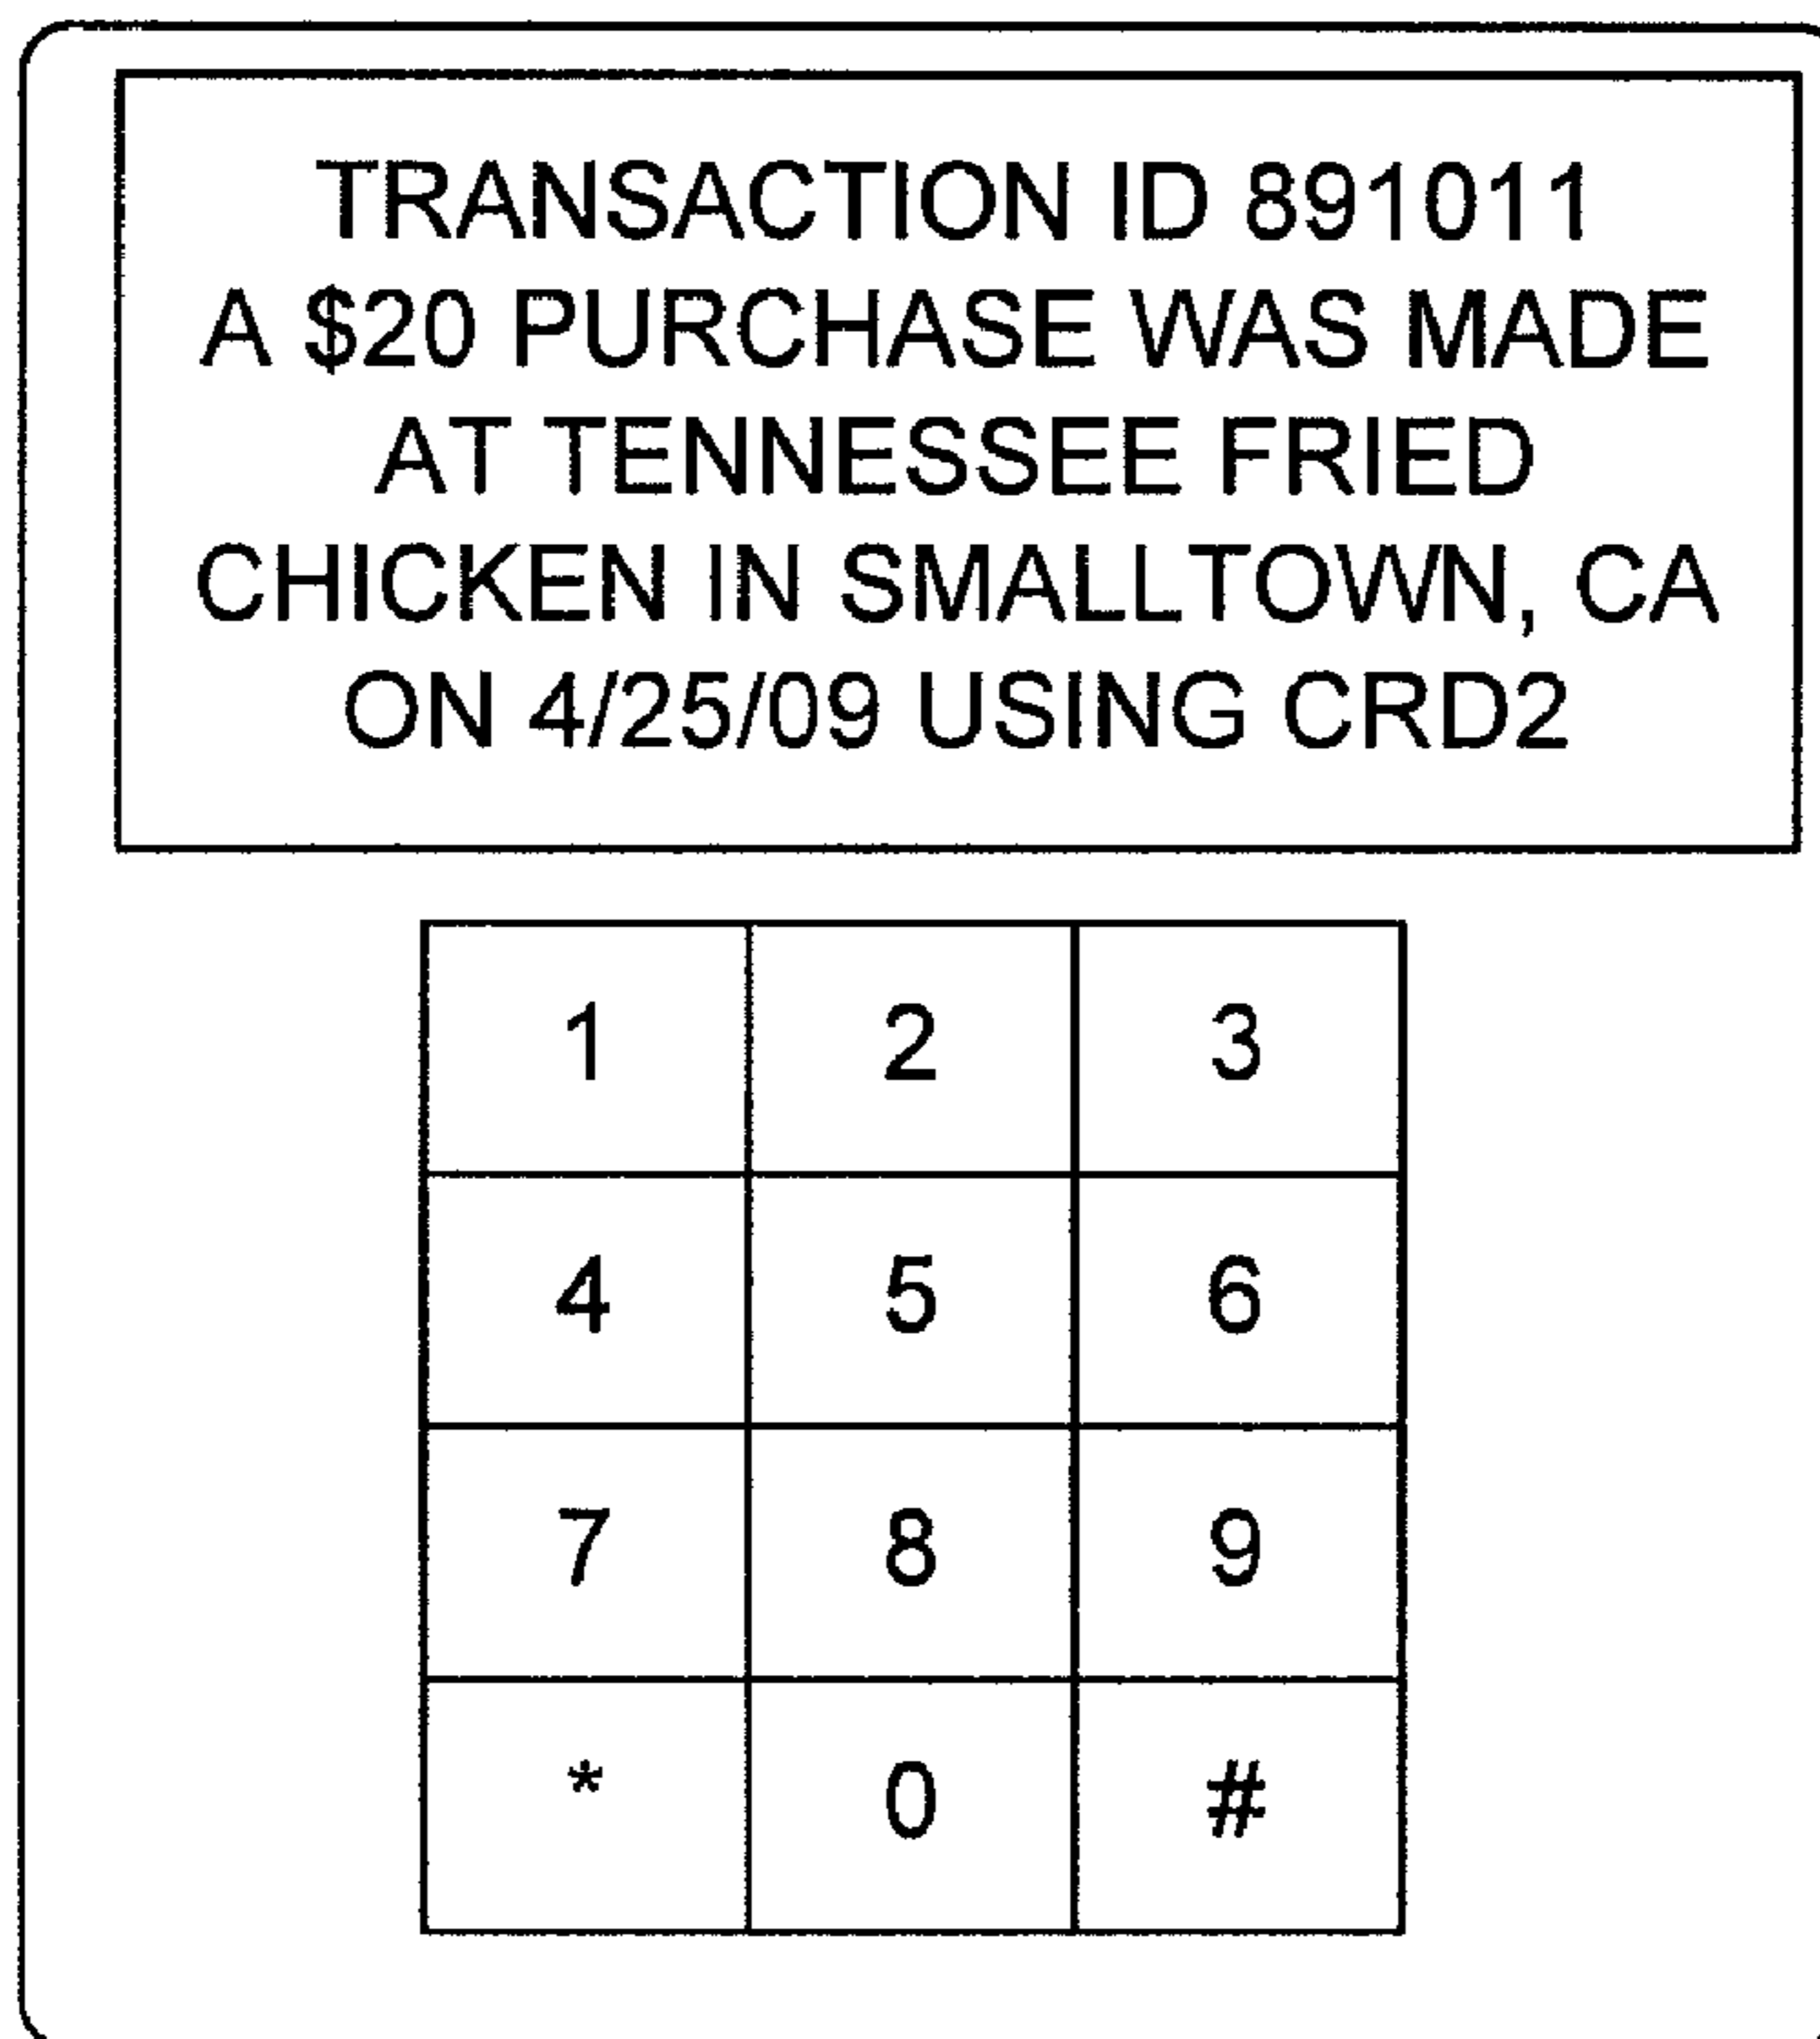 TRANSACTION ID 891011
A $20 PURCHASE WAS MADE
AT TENNESSEE FRIED
CHICKEN IN SMALLTOWN, CA
ON 4/25/09 USING CRD2
1 2 3
4 5 6
7 8 9
* 0 #